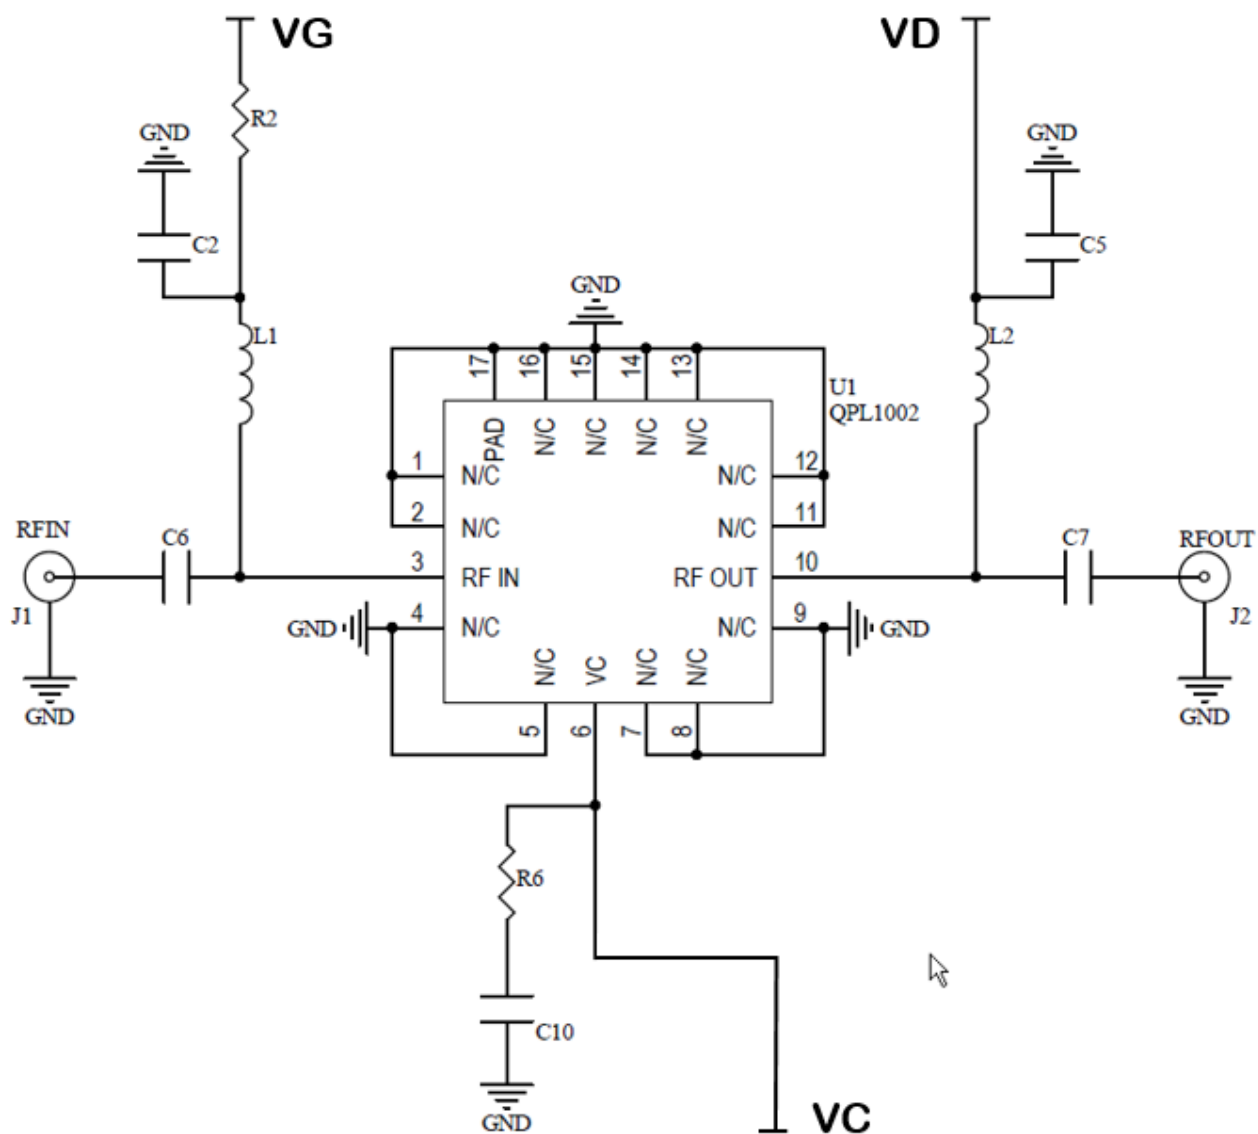 VG
VD
R2
GND
GND
C2
C5
GND
L1
L2
17
16
15
14
13
U1
QPL1002
PAD
N/C
N/C
N/C
N/C
1
N/C
N/C
12
2
N/C
N/C
11
RFIN
C6
C7
RFOUT
3
RF IN
RF OUT
10
J1
J2
GND
4
N/C
N/C
9
GND
N/C
VC
N/C
N/C
GND
GND
5
6
7
8
R6
C10
GND
VC